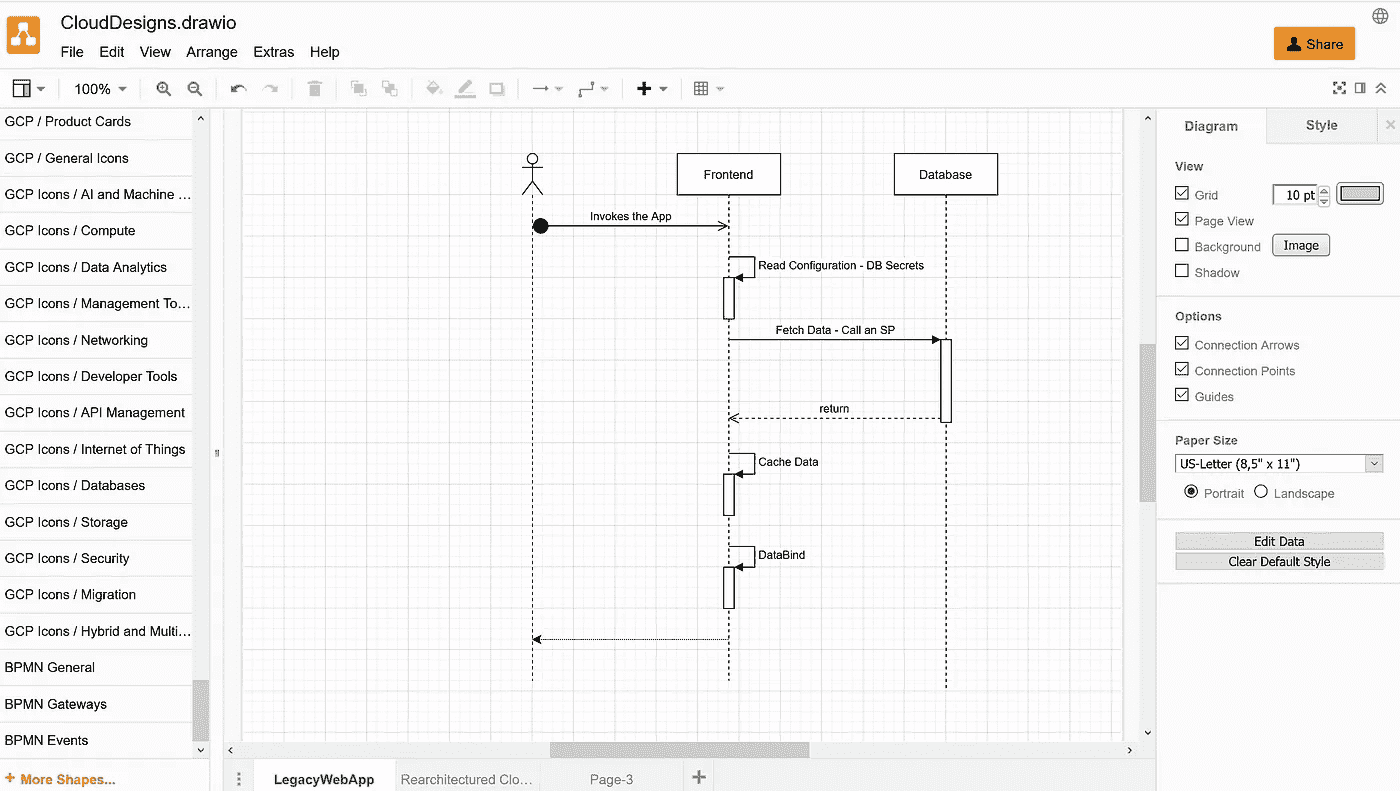 CloudDesigns.drawio
File Edit View Arrange Extras Help
Share
100%
GCP / Product Cards
GCP / General Icons
GCP Icons / AI and Machine ...
GCP Icons / Compute
GCP Icons / Data Analytics
GCP Icons / Management To...
GCP Icons / Networking
GCP Icons / Developer Tools
GCP Icons / API Management
GCP Icons / Internet of Things
GCP Icons / Databases
GCP Icons / Storage
GCP Icons / Security
GCP Icons / Migration
GCP Icons / Hybrid and Multi...
BPMN General
BPMN Gateways
BPMN Events
+ More Shapes...
Frontend
Database
Invokes the App
Read Configuration - DB Secrets
Fetch Data - Call an SP
return
Cache Data
DataBind
LegacyWebApp
Rearchitectured Clo...
Page-3
Diagram
Style
View
Grid
10 pt
Page View
Background
Image
Shadow
Options
Connection Arrows
Connection Points
Guides
Paper Size
US-Letter (8,5" x 11")
Portrait
Landscape
Edit Data
Clear Default Style